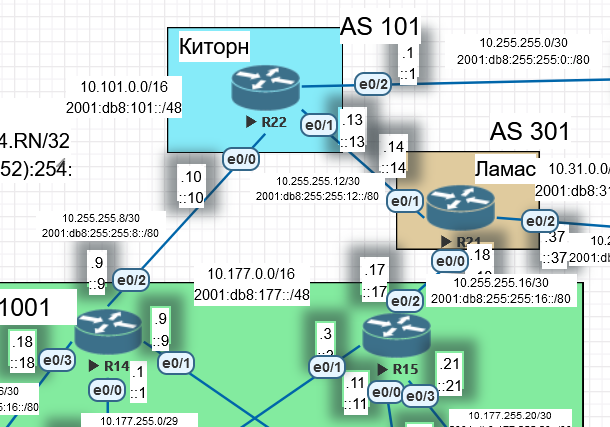 AS 101
Киторн
.1
::1
10.255.255.0/30
2001:db8:255:255:0::/80
e0/2
10.101.0.0/16
2001:db8:101::/48
R22
e0/1
.13
::13
AS 301
4.RN/32
52):254:
e0/0
.14
::14
Ламас
10.31.0.0/
2001:db8:31
.10
::10
10.255.255.12/30
2001:db8:255:255:12::/80
e0/1
e0/2
10.255.255.8/30
2001:db8:255:255:8::/80
R21
.37
::37
.18
e0/0
2001:db8:255
.9
::9
e0/2
10.177.0.0/16
2001:db8:177::/48
.17
::17
10.255.255.16/30
2001:db8:255:255:16::/80
e0/2
1001
.9
::9
.18
::18
e0/3
R14
e0/1
.3
e0/1
R15
.21
::21
.1
::1
e0/0
.11
::11
e0/0
e0/3
6/30
5:16::/80
10.177.255.0/29
10.177.255.20/30